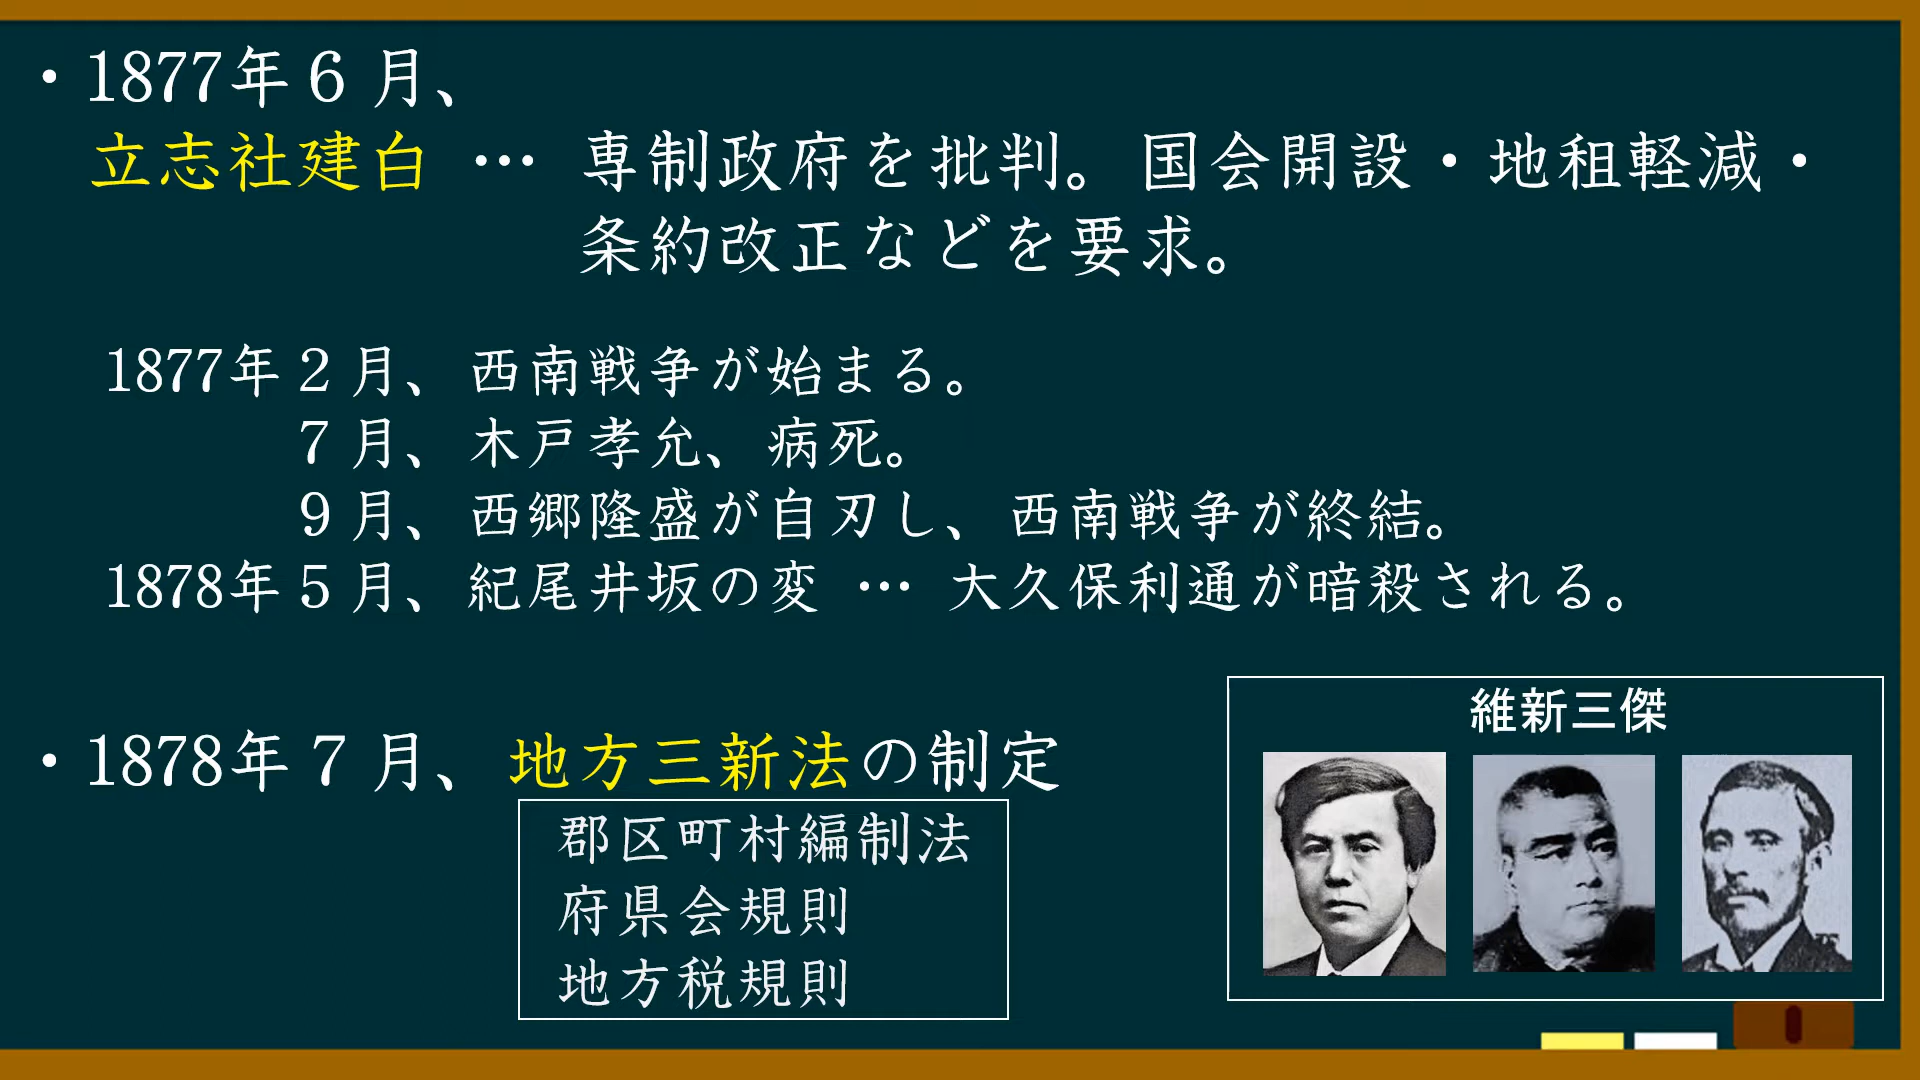 ・1877年６月、
立志社建白 … 専制政府を批判。国会開設・地租軽減・
条約改正などを要求。
1877年２月、西南戦争が始まる。
７月、木戸孝允、病死。
９月、西郷隆盛が自刃し、西南戦争が終結。
1878年５月、紀尾井坂の変 … 大久保利通が暗殺される。
・1878年７月、地方三新法の制定
郡区町村編制法
府県会規則
地方税規則
維新三傑